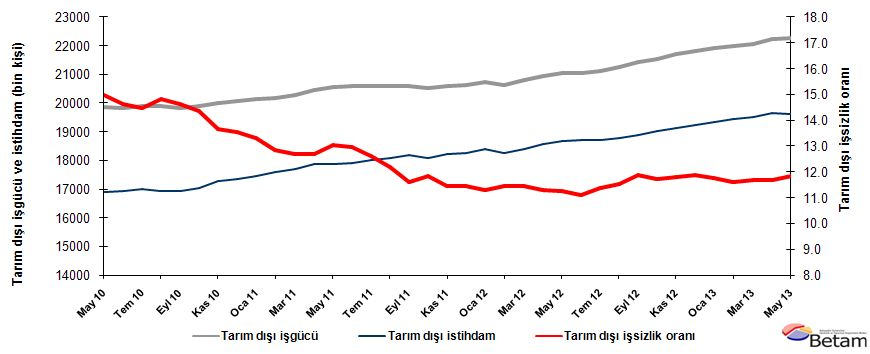 Tarım dışı işgücü ve istihdam (bin kişi)
23000
22000
21000
20000
19000
18000
17000
16000
15000
14000
18.0
17.0
16.0
15.0
14.0
13.0
12.0
11.0
10.0
9.0
8.0
Tarım dışı işsizlik oranı
May 10
Tem 10
Eyl 10
Kas 10
Oca 11
Mar 11
May 11
Tem 11
Eyl 11
Kas 11
Oca 12
Mar 12
May 12
Tem 12
Eyl 12
Kas 12
Oca 13
Mar 13
May 13
Tarım dışı işgücü
Tarım dışı istihdam
Tarım dışı işsizlik oranı
Betam